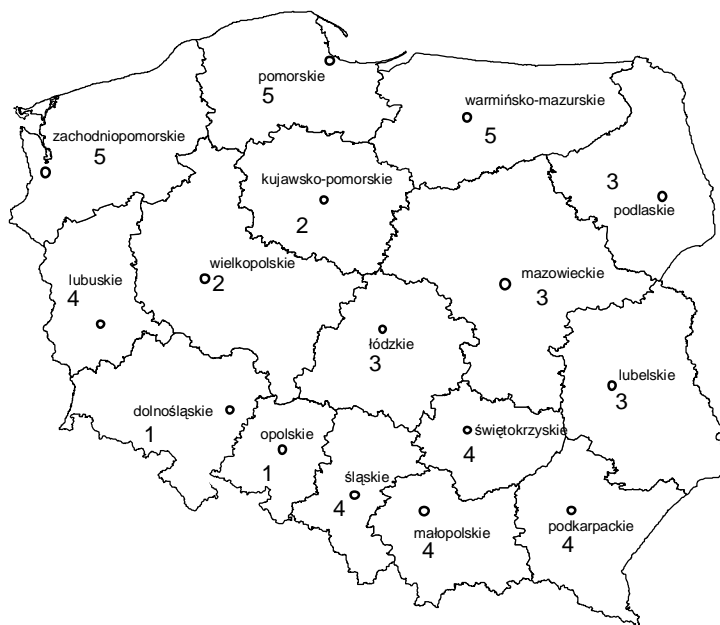 pomorskie
5
warmińsko-mazurskie
5
zachodniopomorskie
5
kujawsko-pomorskie
2
3
podlaskie
wielkopolskie
2
lubuskie
4
mazowieckie
3
łódzkie
3
lubelskie
3
dolnośląskie
1
opolskie
1
świętokrzyskie
4
śląskie
4
małopolskie
4
podkarpackie
4